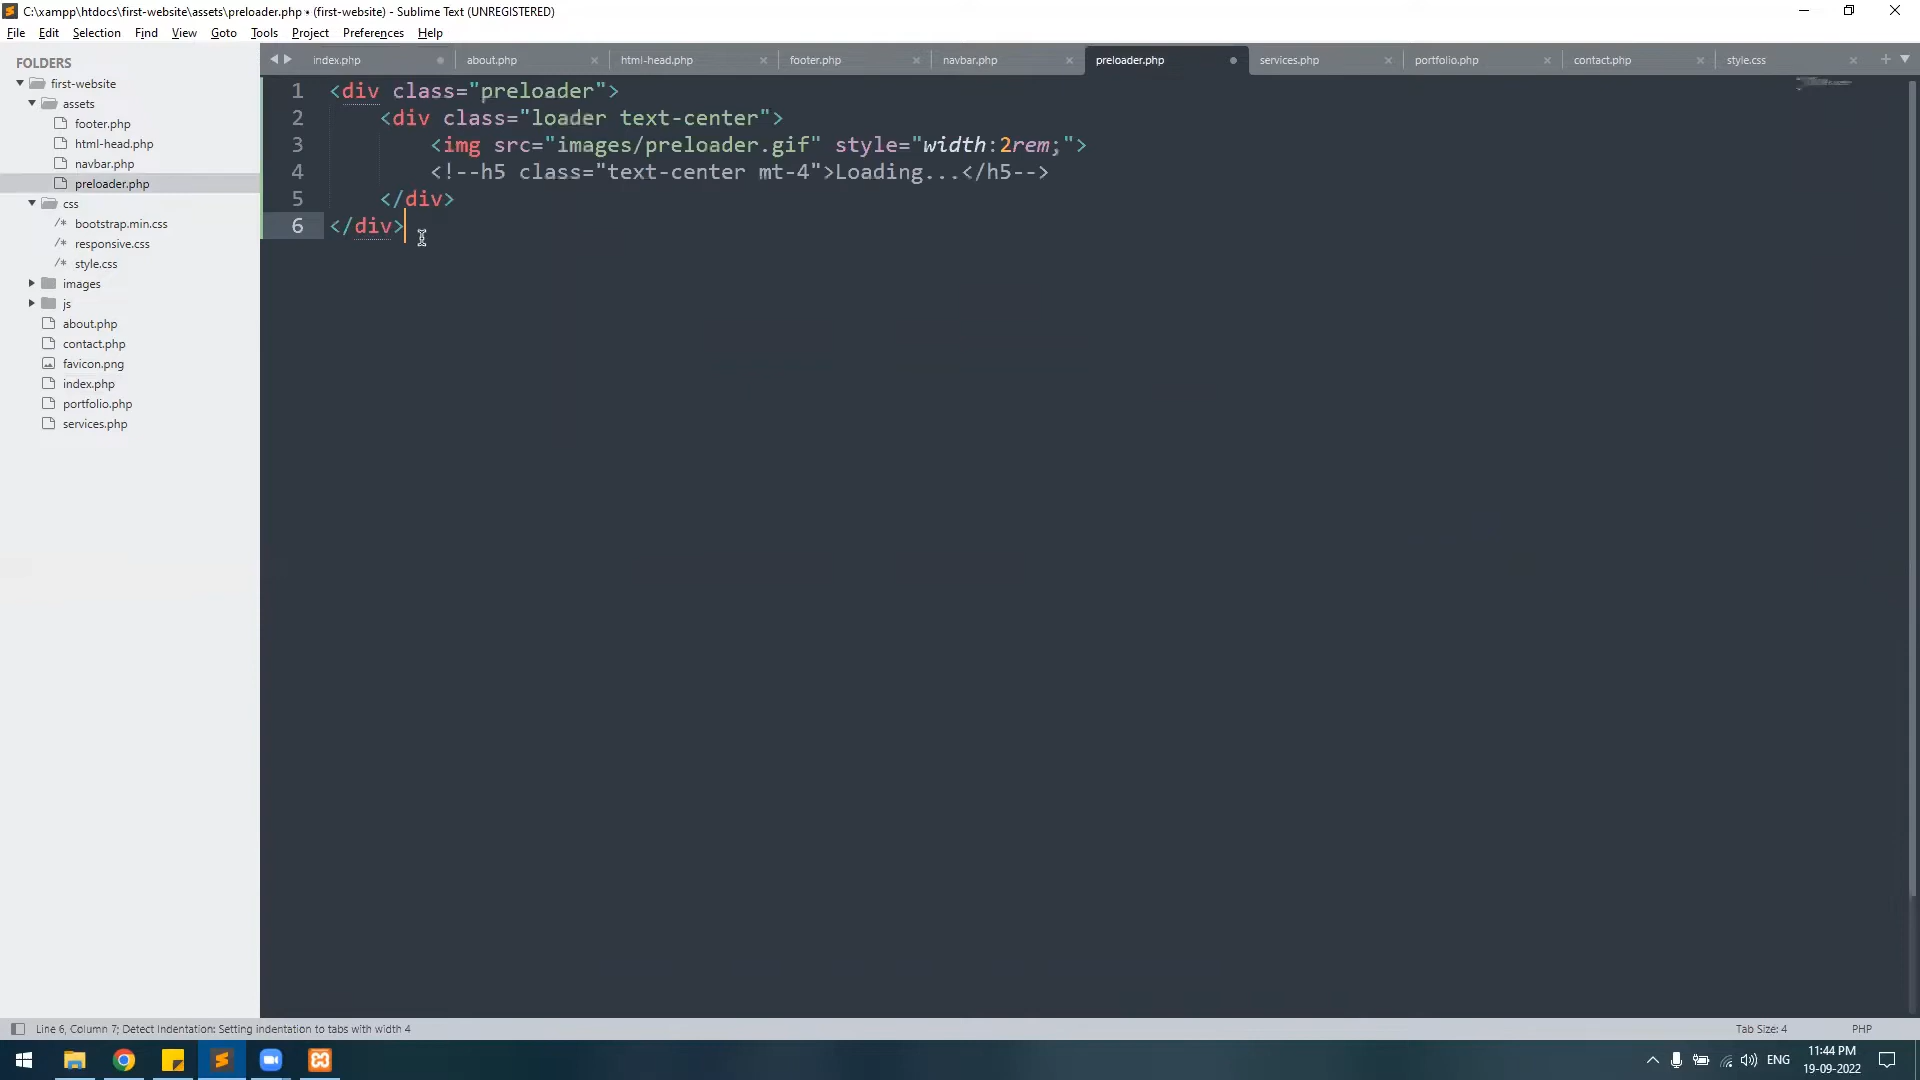 C:\xampp\htdocs\first-website\assets\preloader.php • (first-website) - Sublime Text (UNREGISTERED)
File Edit Selection Find View Goto Project Preferences Help
FOLDERS
first-website
assets
footer.php
html-head.php
navbar.php
preloader.php
css
/* bootstrap.min.css
/* responsive.css
/* style.css
images
js
about.php
contact.php
favicon.png
index.php
portfolio.php
services.php
index.php about.php html-head.php footer.php navbar.php preloader.php services.php portfolio.php contact.php style.css
1 <div class="preloader">
2 <div class="loader text-center">
3 <img src="images/preloader.gif" style="width:2rem;">
4 <!--h5 class="text-center mt-4">Loading...</h5-->
5 </div>
6 </div>
Line 6, Column 7; Detect Indentation: Setting indentation to tabs with width 4
Tab Size: 4 PHP
ENG
11:44 PM
19-09-2022